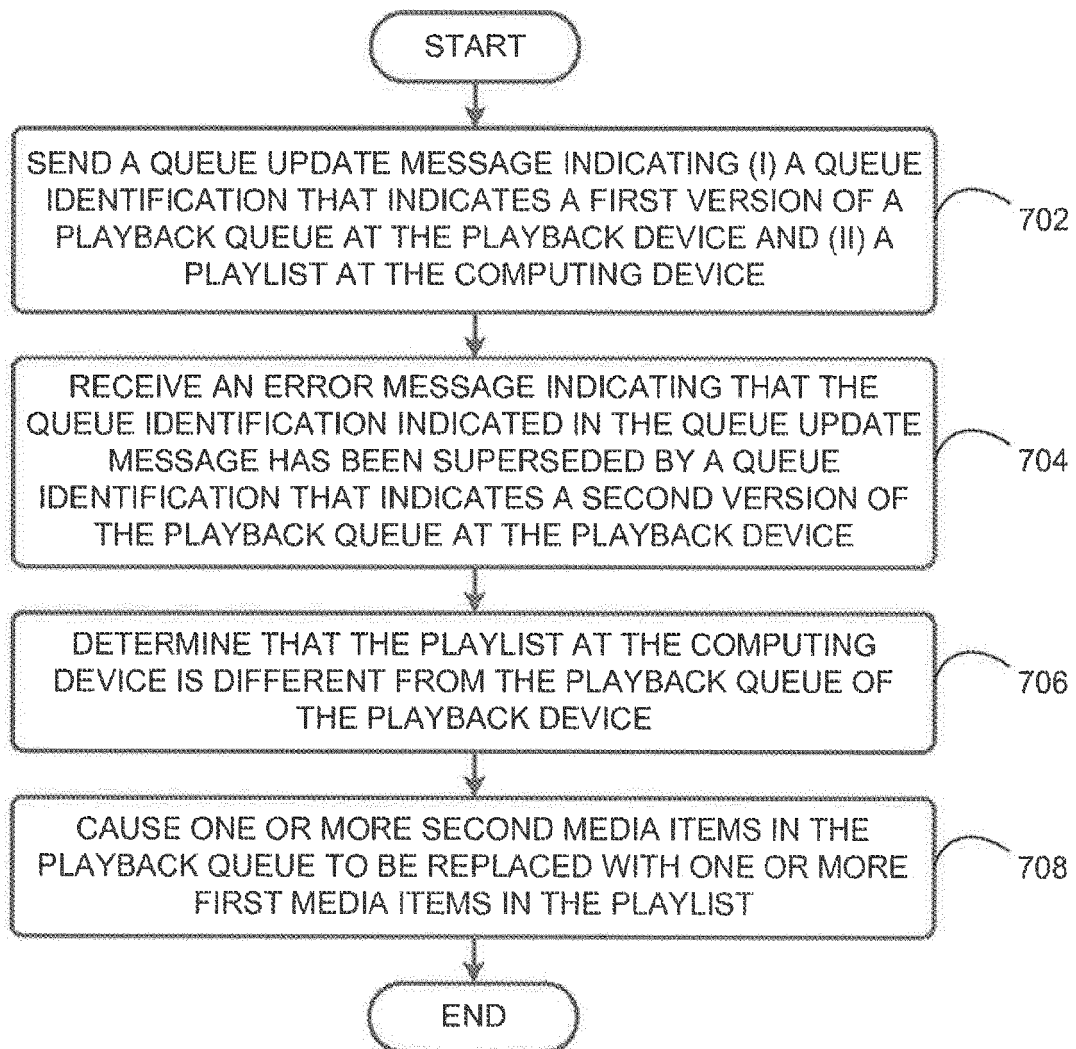 START
SEND A QUEUE UPDATE MESSAGE INDICATING (I) A QUEUE
IDENTIFICATION THAT INDICATES A FIRST VERSION OF A
PLAYBACK QUEUE AT THE PLAYBACK DEVICE AND (II) A
PLAYLIST AT THE COMPUTING DEVICE
702
RECEIVE AN ERROR MESSAGE INDICATING THAT THE
QUEUE IDENTIFICATION INDICATED IN THE QUEUE UPDATE
MESSAGE HAS BEEN SUPERSEDED BY A QUEUE
IDENTIFICATION THAT INDICATES A SECOND VERSION OF
THE PLAYBACK QUEUE AT THE PLAYBACK DEVICE
704
DETERMINE THAT THE PLAYLIST AT THE COMPUTING
DEVICE IS DIFFERENT FROM THE PLAYBACK QUEUE OF
THE PLAYBACK DEVICE
706
CAUSE ONE OR MORE SECOND MEDIA ITEMS IN THE
PLAYBACK QUEUE TO BE REPLACED WITH ONE OR MORE
FIRST MEDIA ITEMS IN THE PLAYLIST
708
END